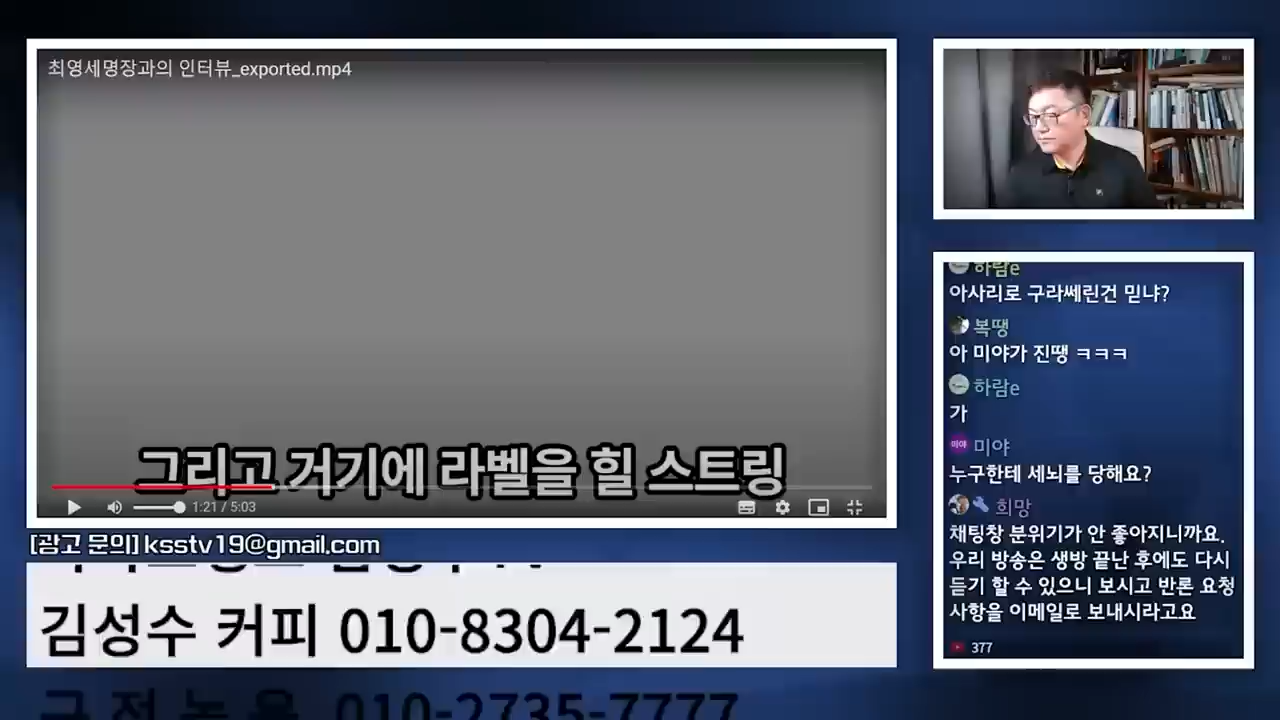 최영세명장과의 인터뷰_exported.mp4
그리고 거기에 라벨을 힐 스트링
1:21 / 5:03
[광고 문의] ksstv19@gmail.com
김성수 커피 010-8304-2124
010-2735-7777
하람e
아사리로 구라쎄린건 믿냐?
복땡
아 미야가 진땡 ㅋㅋㅋ
하람e
가
미야
미야
누구한테 세뇌를 당해요?
희망
채팅창 분위기가 안 좋아지니까요.
우리 방송은 생방 끝난 후에도 다시
듣기 할 수 있으니 보시고 반론 요청
사항을 이메일로 보내시라고요
377